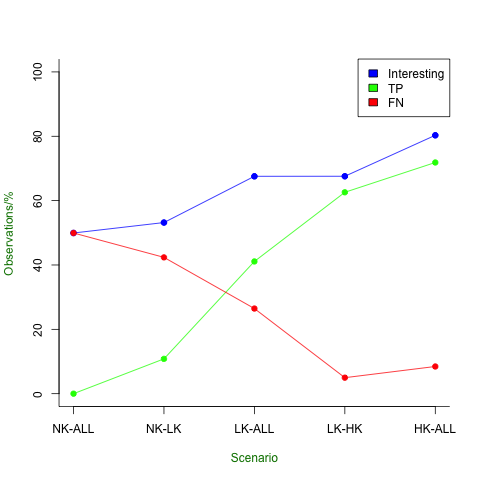 Interesting
TP
FN
100
80
60
40
20
0
Observations/%
NK-ALL NK-LK LK-ALL LK-HK HK-ALL
Scenario